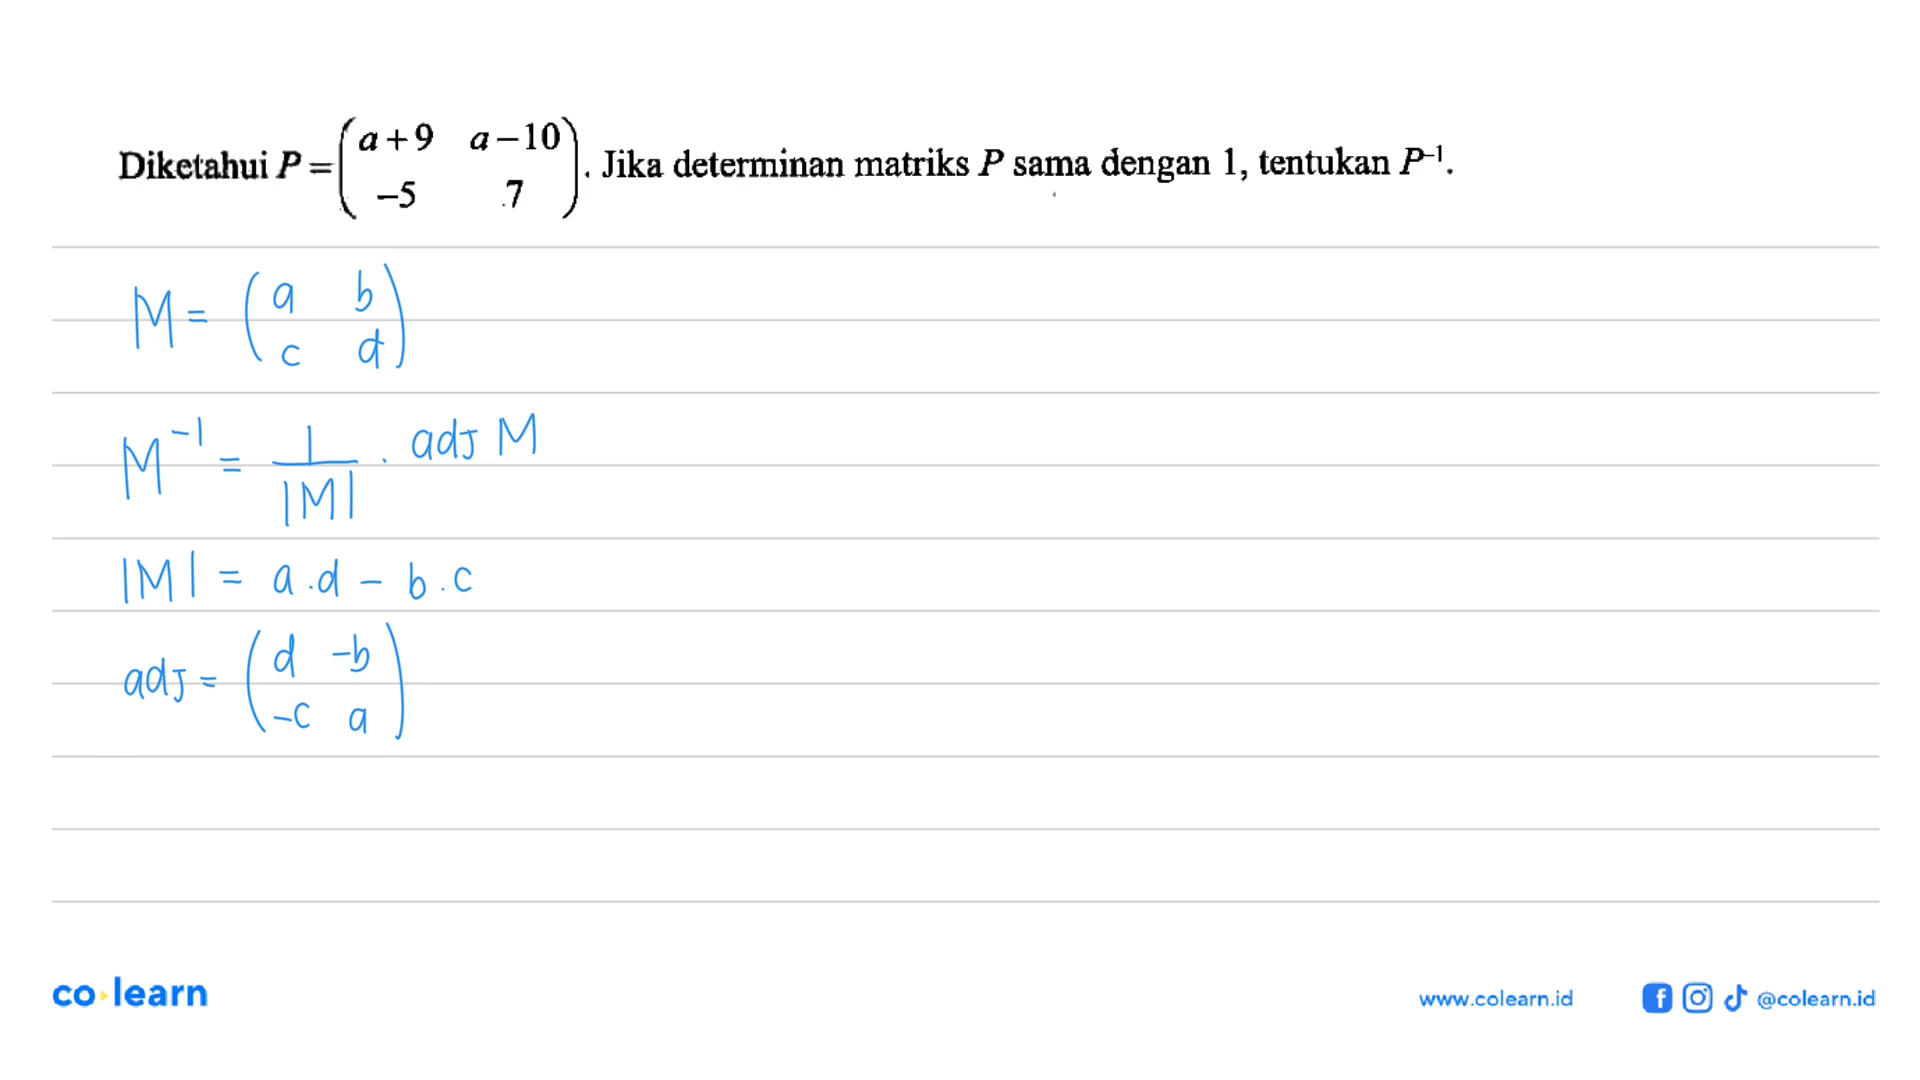 Diketahui P = (a+9 a−10
−5 7). Jika determinan matriks P sama dengan 1, tentukan P⁻¹.
M = (a b
c d)
M⁻¹ = 1/|M| . adj M
|M| = a.d − b.c
adj = (d −b
−c a)
co learn
www.colearn.id @colearn.id